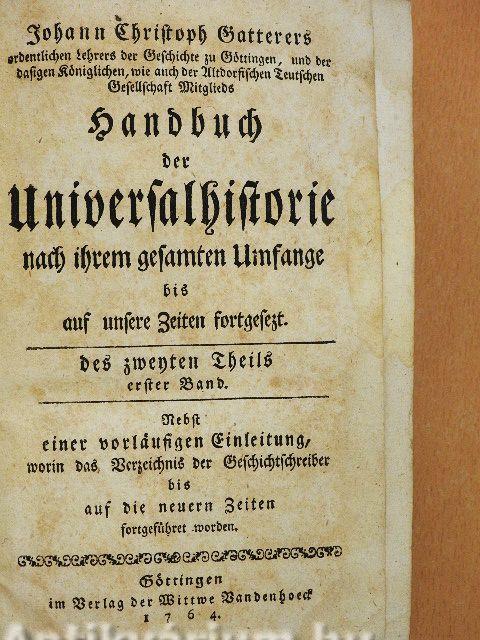 Johann Christoph Gatterers
ordentlichen Lehrers der Geschichte zu Göttingen, und der
dasigen Königlichen, wie auch der Altdorfischen Teutschen
Gesellschaft Mitglieds
Handbuch
der
Universalhistorie
nach ihrem gesamten Umfange
bis
auf unsere Zeiten fortgesezt.
des zweyten Theils
erster Band.
Nebst
einer vorläufigen Einleitung,
worin das Verzeichnis der Geschichtschreiber
bis
auf die neuern Zeiten
fortgeführet worden.
Göttingen
im Verlag der Wittwe Vandenhoeck
1764.